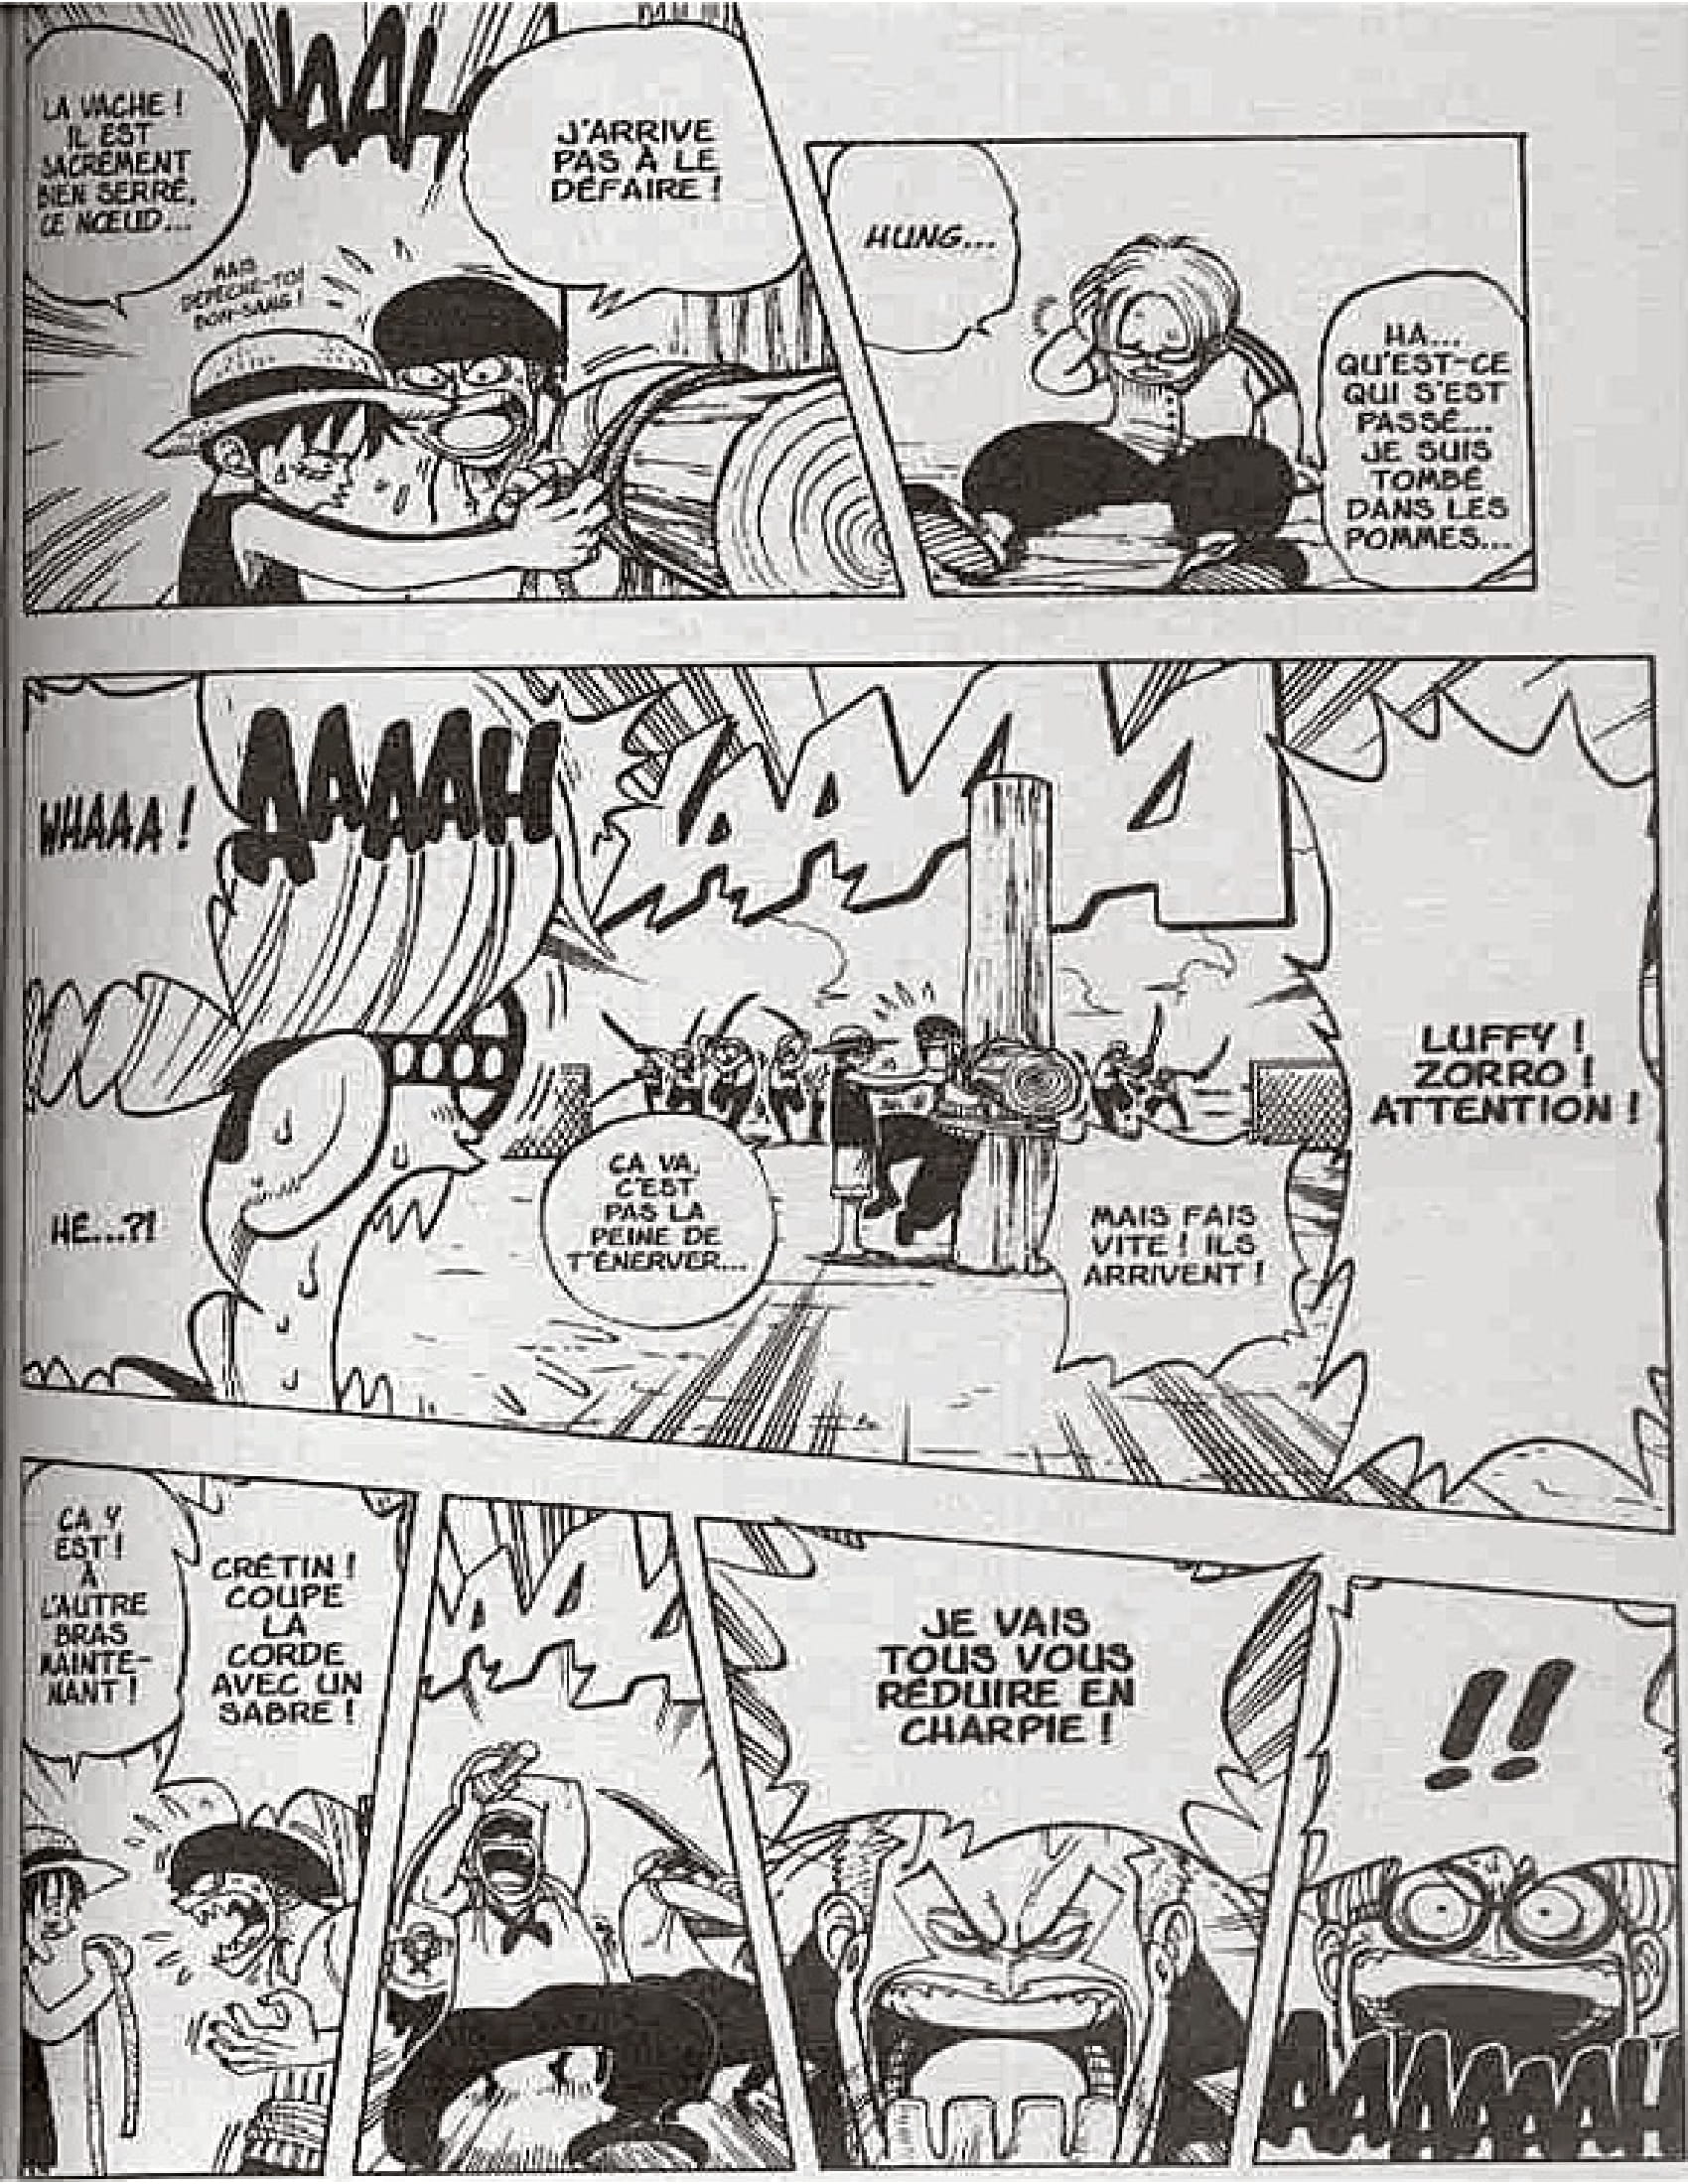 HUNG...
HA...
QU'EST-CE
QUI S'EST
PASSÉ...
JE SUIS
TOMBÉ
DANS LES
POMMES...
J'ARRIVE
PAS À LE
DÉFAIRE !
LA VACHE !
IL EST
SACRÉMENT
BIEN SERRÉ,
CE NŒUD...
MAIS
DÉPÊCHE-TOI
BON-SANG !
LUFFY !
ZORRO !
ATTENTION !
MAIS FAIS
VITE ! ILS
ARRIVENT !
ÇA VA,
C'EST
PAS LA
PEINE DE
T'ÉNERVER...
AAAAH
WHAAA !
HÉ...?!
!!
AAAAAAH
JE VAIS
TOUS VOUS
RÉDUIRE EN
CHARPIE !
CRÉTIN !
COUPE
LA
CORDE
AVEC UN
SABRE !
ÇA Y
EST !
À
L'AUTRE
BRAS
MAINTE-
NANT !